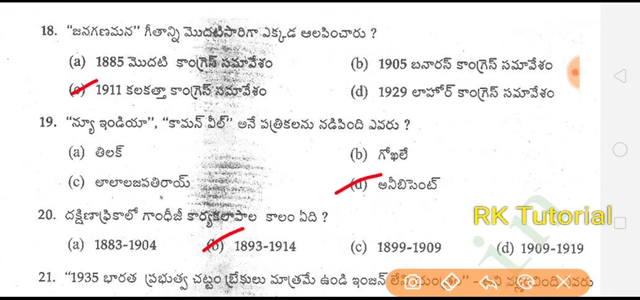 18. "జనగణమన" గీతాన్ని మొదటిసారిగా ఎక్కడ ఆలపించారు ?
(a) 1885 మొదటి కాంగ్రెస్ సమావేశం (b) 1905 బనారస్ కాంగ్రెస్ సమావేశం
(c) 1911 కలకత్తా కాంగ్రెస్ సమావేశం (d) 1929 లాహోర్ కాంగ్రెస్ సమావేశం
19. "న్యూ ఇండియా", "కామన్ వీల్" అనే పత్రికలను నడిపింది ఎవరు ?
(a) తిలక్ (b) గోఖలే
(c) లాలాలజపతిరాయ్ (d) అనీబిసెంట్
20. దక్షిణాఫ్రికాలో గాంధీజీ కార్యకలాపాల కాలం ఏది ?
RK Tutorial
(a) 1883-1904 (b) 1893-1914 (c) 1899-1909 (d) 1909-1919
21. "1935 భారత ప్రభుత్వ చట్టం బ్రేకులు మాత్రమే ఉండి ఇంజన్